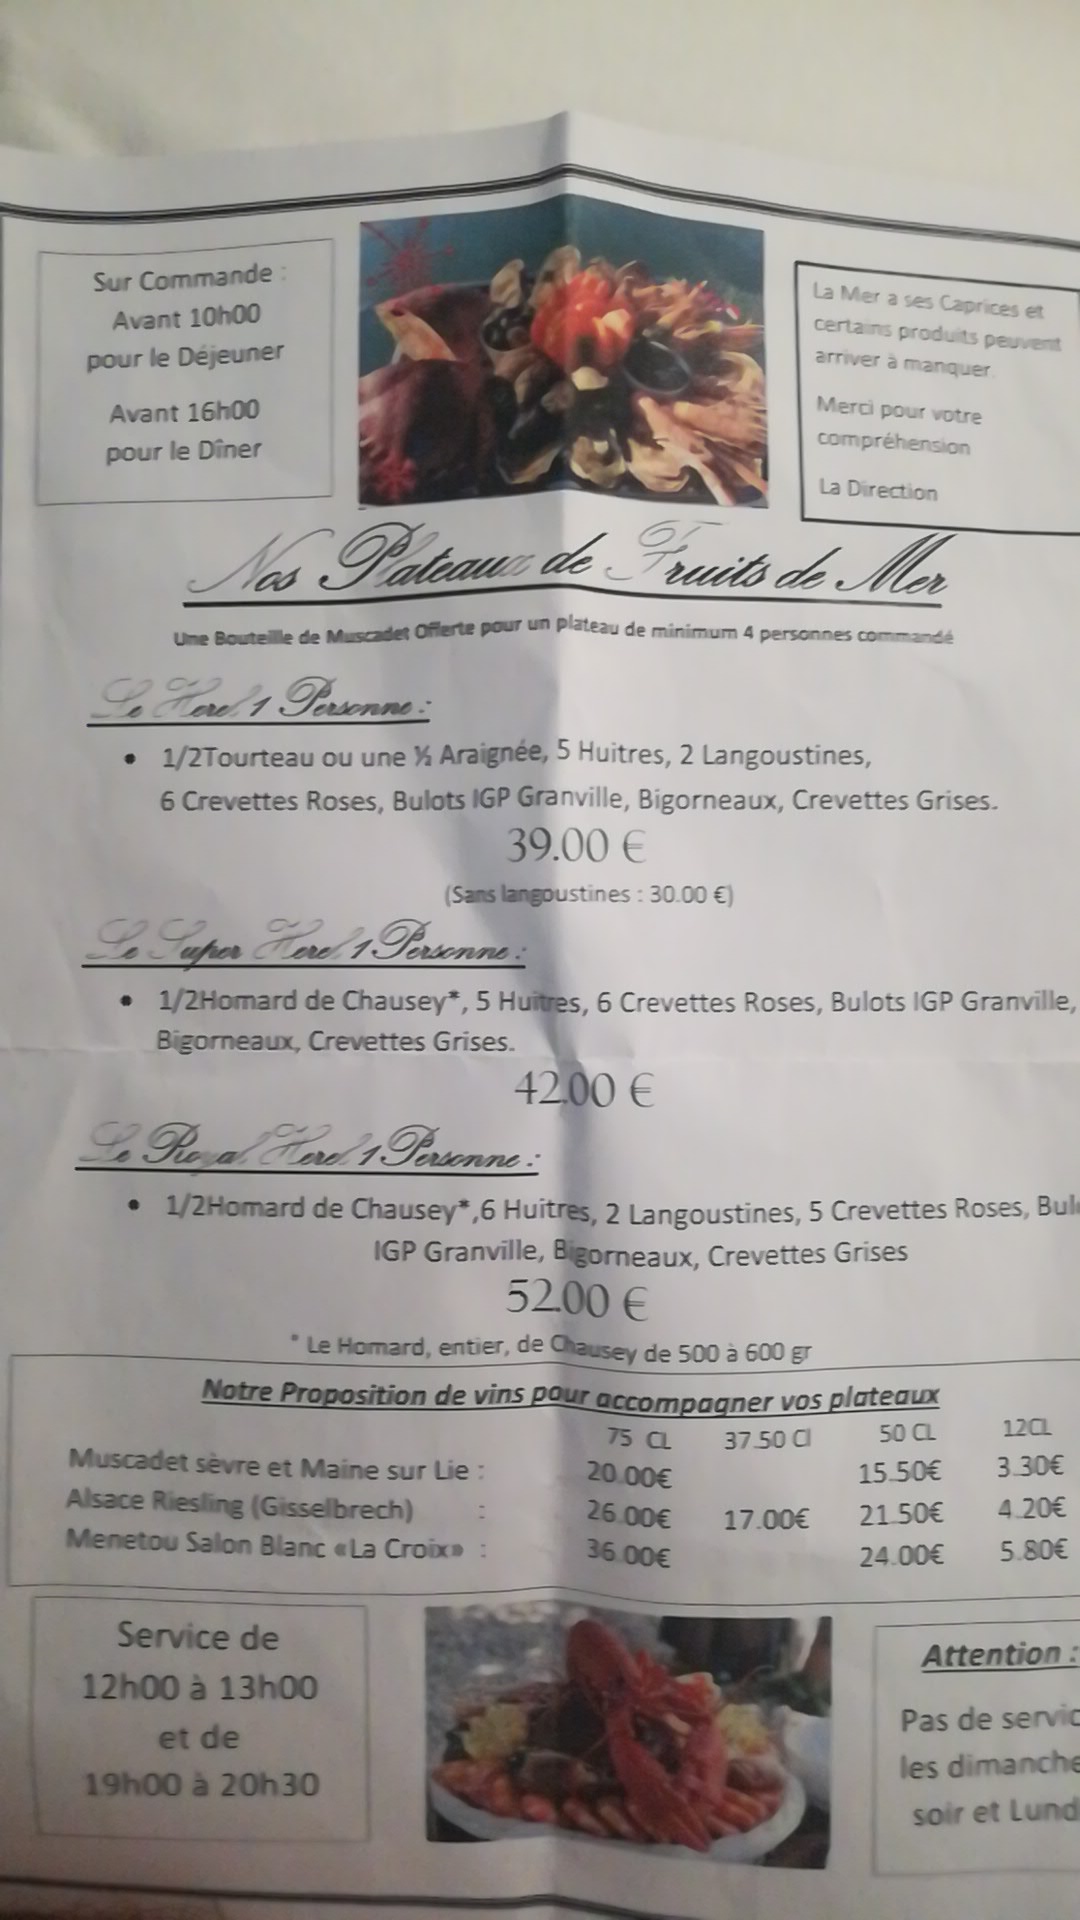 Sur Commande :
Avant 10h00
pour le Déjeuner
Avant 16h00
pour le Dîner
La Mer a ses Caprices et
certains produits peuvent
arriver à manquer.
Merci pour votre
compréhension
La Direction
Nos Plateaux de Fruits de Mer
Une Bouteille de Muscadet Offerte pour un plateau de minimum 4 personnes commandé
Le Herel 1 Personne :
• 1/2Tourteau ou une ½ Araignée, 5 Huitres, 2 Langoustines,
6 Crevettes Roses, Bulots IGP Granville, Bigorneaux, Crevettes Grises.
39.00 €
(Sans langoustines : 30.00 €)
Le Super Herel 1 Personne :
• 1/2Homard de Chausey*, 5 Huitres, 6 Crevettes Roses, Bulots IGP Granville,
Bigorneaux, Crevettes Grises.
42.00 €
Le Royal Herel 1 Personne :
• 1/2Homard de Chausey*,6 Huitres, 2 Langoustines, 5 Crevettes Roses,
IGP Granville, Bigorneaux, Crevettes Grises
52.00 €
* Le Homard, entier, de Chausey de 500 à 600 gr
Notre Proposition de vins pour accompagner vos plateaux
75 CL 37.50 Cl 50 CL 12CL
Muscadet sèvre et Maine sur Lie : 20.00€ 15.50€ 3.30€
Alsace Riesling (Gisselbrech) : 26.00€ 17.00€ 21.50€ 4.20€
Menetou Salon Blanc «La Croix» : 36.00€ 24.00€ 5.80€
Service de
12h00 à 13h00
et de
19h00 à 20h30
Attention :
Pas de
les
soir et